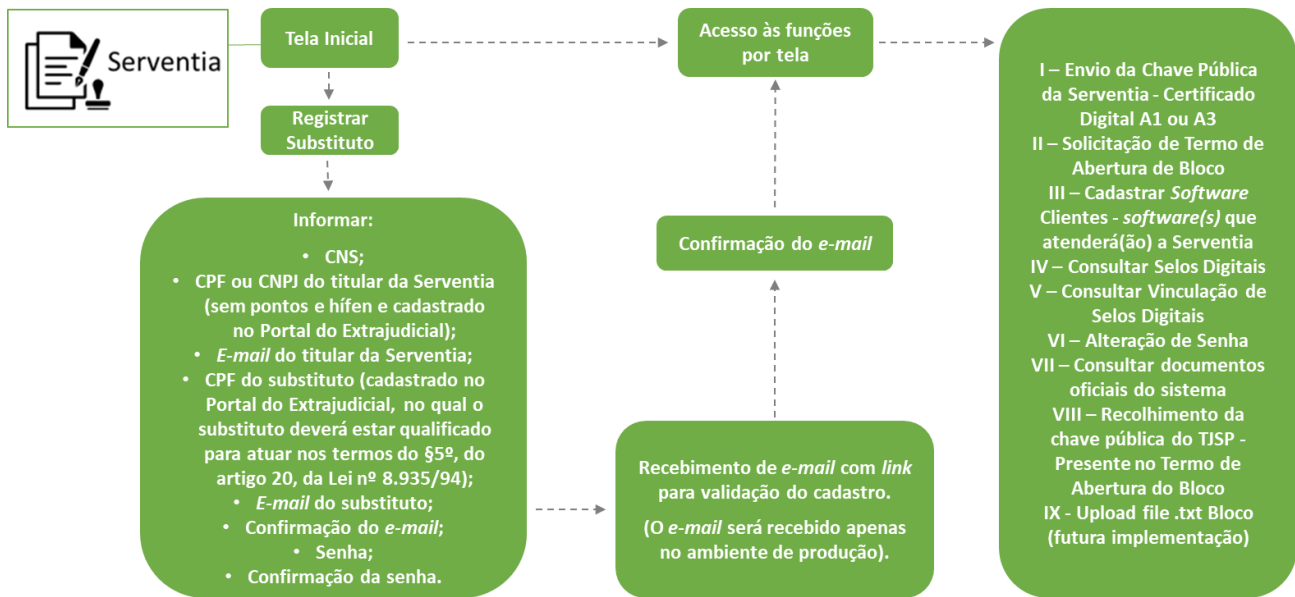 Serventia
Tela Inicial
Acesso às funções
por tela
Registrar
Substituto
Informar:
• CNS;
• CPF ou CNPJ do titular da Serventia
(sem pontos e hífen e cadastrado
no Portal do Extrajudicial);
• E-mail do titular da Serventia;
• CPF do substituto (cadastrado no
Portal do Extrajudicial, no qual o
substituto deverá estar qualificado
para atuar nos termos do §5º, do
artigo 20, da Lei nº 8.935/94);
• E-mail do substituto;
• Confirmação do e-mail;
• Senha;
• Confirmação da senha.
Recebimento de e-mail com link
para validação do cadastro.
(O e-mail será recebido apenas
no ambiente de produção).
Confirmação do e-mail
I – Envio da Chave Pública
da Serventia - Certificado
Digital A1 ou A3
II – Solicitação de Termo de
Abertura de Bloco
III – Cadastrar Software
Clientes - software(s) que
atenderá(ão) a Serventia
IV – Consultar Selos Digitais
V – Consultar Vinculação de
Selos Digitais
VI – Alteração de Senha
VII – Consultar documentos
oficiais do sistema
VIII – Recolhimento da
chave pública do TJSP -
Presente no Termo de
Abertura do Bloco
IX - Upload file .txt Bloco
(futura implementação)